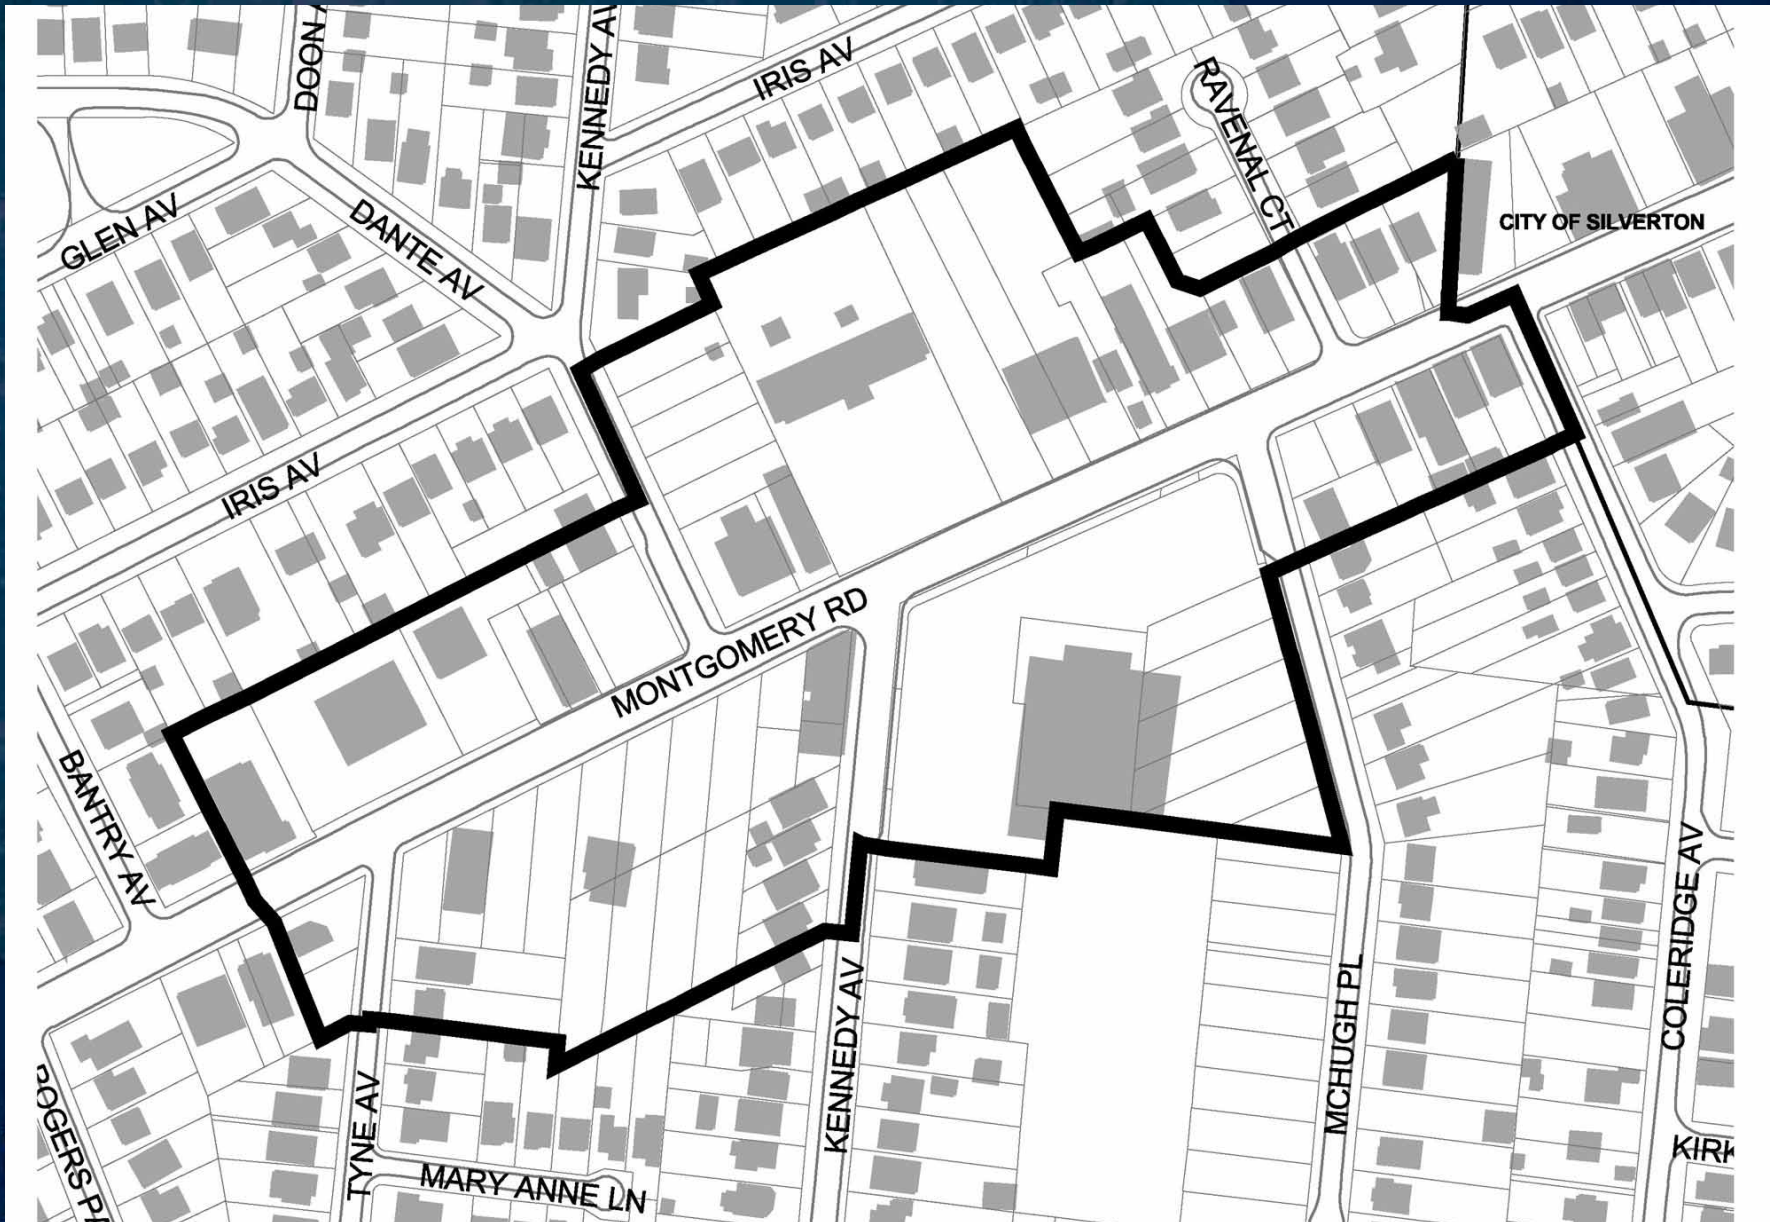 DOON
KENNEDY AV
IRIS AV
RAVENAL CT
GLEN AV
DANTE AV
CITY OF SILVERTON
IRIS AV
MONTGOMERY RD
BANTRY AV
COLERIDGE AV
KENNEDY AV
MCHUGH PL
ROGERS
TYNE AV
MARY ANNE LN